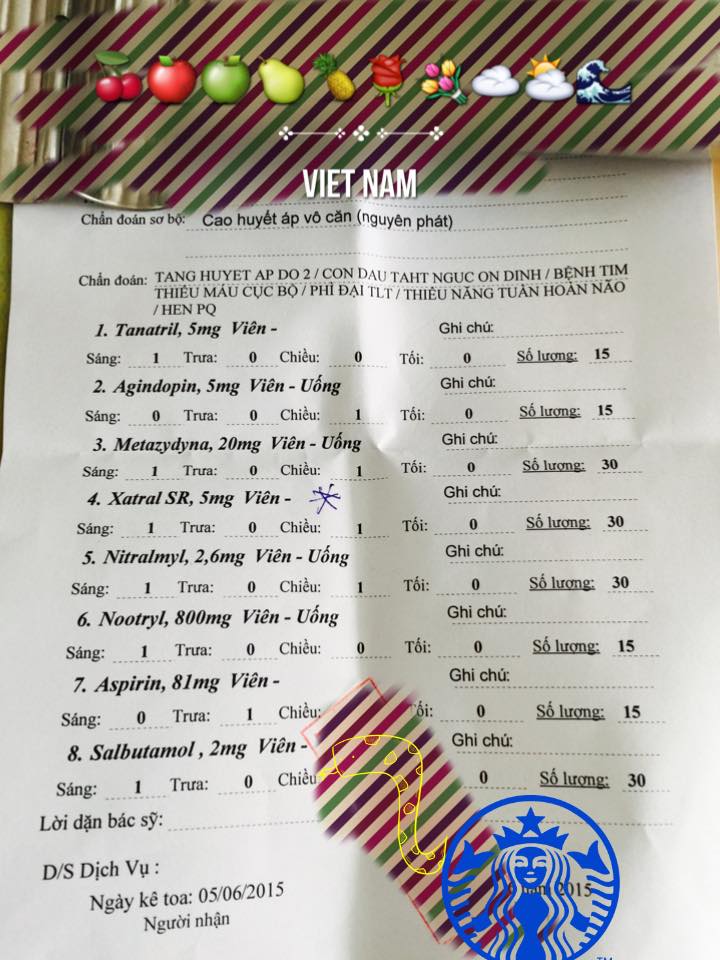 VIET NAM
Chẩn đoán sơ bộ: Cao huyết áp vô căn (nguyên phát)
Chẩn đoán: TANG HUYET AP DO 2 / CON DAU TAHT NGUC ON DINH / BỆNH TIM
THIẾU MÁU CỤC BỘ / PHÌ ĐẠI TLT / THIỂU NĂNG TUẦN HOÀN NÃO
/ HEN PQ
1. Tanatril, 5mg Viên - Ghi chú:
Sáng: 1 Trưa: 0 Chiều: 0 Tối: 0 Số lượng: 15
2. Agindopin, 5mg Viên - Uống Ghi chú:
Sáng: 0 Trưa: 0 Chiều: 1 Tối: 0 Số lượng: 15
3. Metazydyna, 20mg Viên - Uống Ghi chú:
Sáng: 1 Trưa: 0 Chiều: 1 Tối: 0 Số lượng: 30
4. Xatral SR, 5mg Viên - Ghi chú:
Sáng: 1 Trưa: 0 Chiều: 1 Tối: 0 Số lượng: 30
5. Nitralmyl, 2,6mg Viên - Uống Ghi chú:
Sáng: 1 Trưa: 0 Chiều: 1 Tối: 0 Số lượng: 30
6. Nootryl, 800mg Viên - Uống Ghi chú:
Sáng: 1 Trưa: 0 Chiều: 0 Tối: 0 Số lượng: 15
7. Aspirin, 81mg Viên - Ghi chú:
Sáng: 0 Trưa: 1 Chiều: 0 Số lượng: 15
8. Salbutamol , 2mg Viên - Ghi chú:
Sáng: 1 Trưa: 0 Chiều 0 Số lượng: 30
Lời dặn bác sỹ:
D/S Dịch Vụ :
Ngày kê toa: 05/06/2015
Người nhận
2015
TM